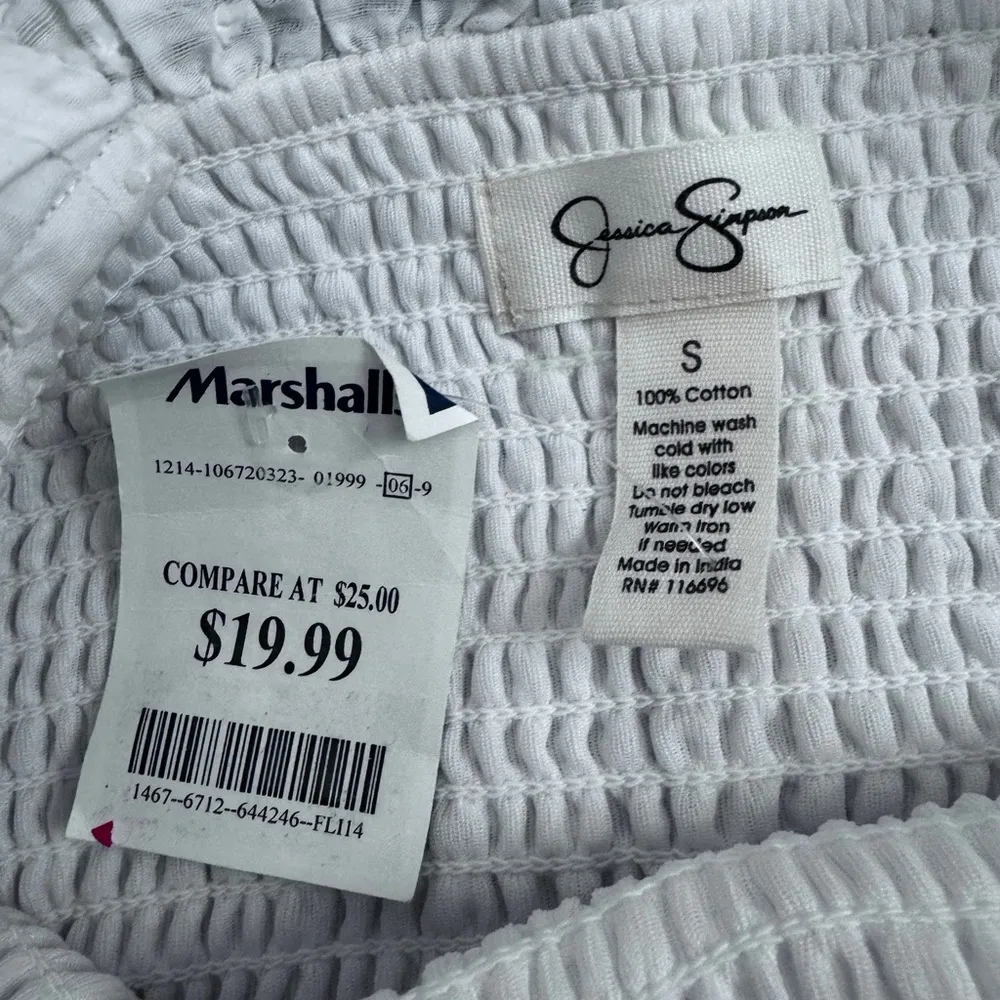 Marshalls
1214-106720323- 01999 -06-9
COMPARE AT $25.00
$19.99
1467--6712--644246--FL114
Jessica Simpson
S
100% Cotton
Machine wash
cold with
like colors
Do not bleach
Tumble dry low
Warm Iron
If needed
Made in India
RN# 116696